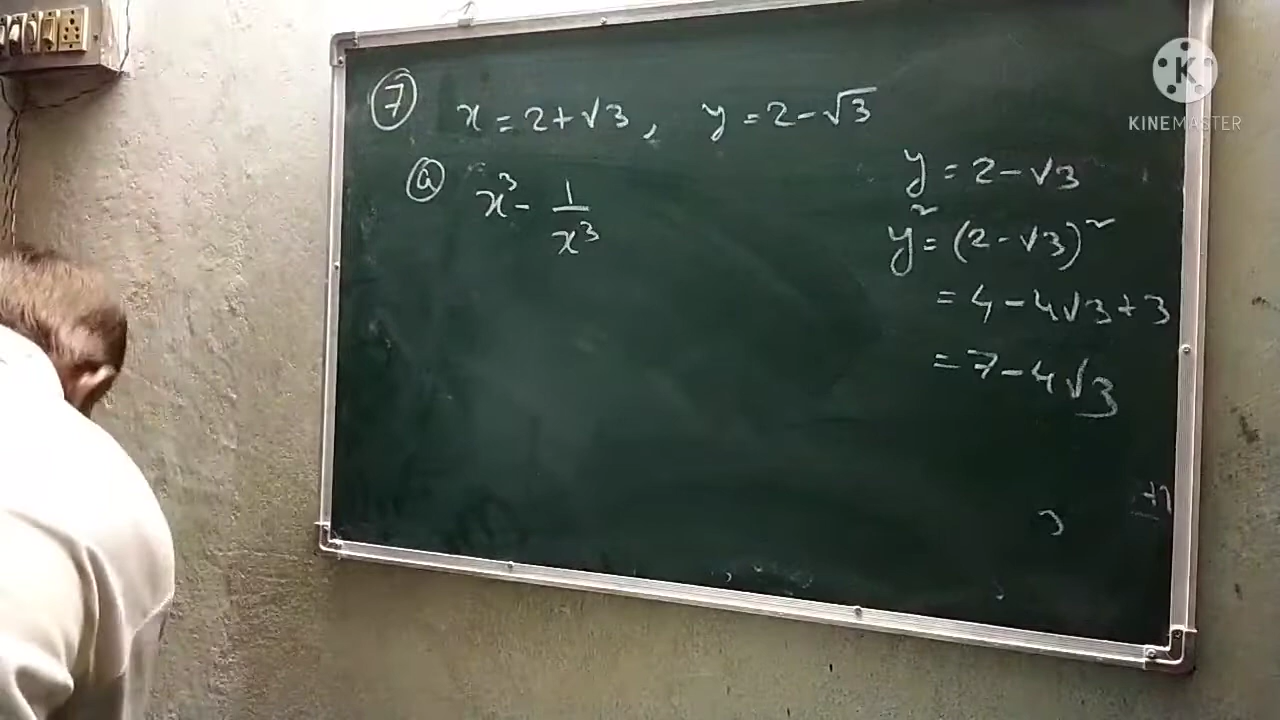 7 x = 2 + √3, y = 2 - √3
a x³ - 1/x³
y = 2 - √3
y² = (2 - √3)²
= 4 - 4√3 + 3
= 7 - 4√3
K
KINEMASTER